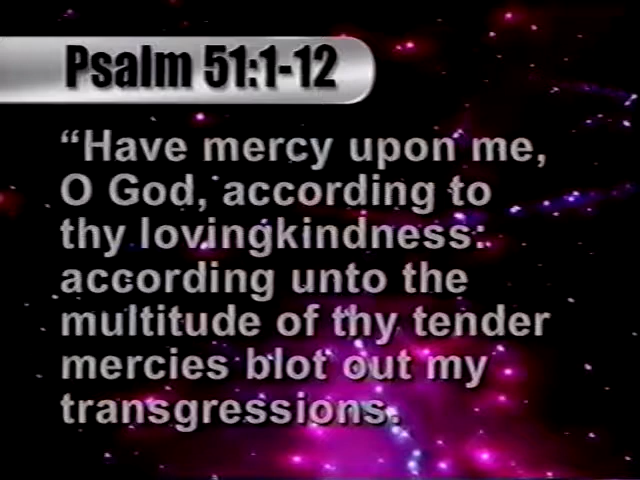 Psalm 51:1-12
“Have mercy upon me,
O God, according to
thy lovingkindness:
according unto the
multitude of thy tender
mercies blot out my
transgressions.